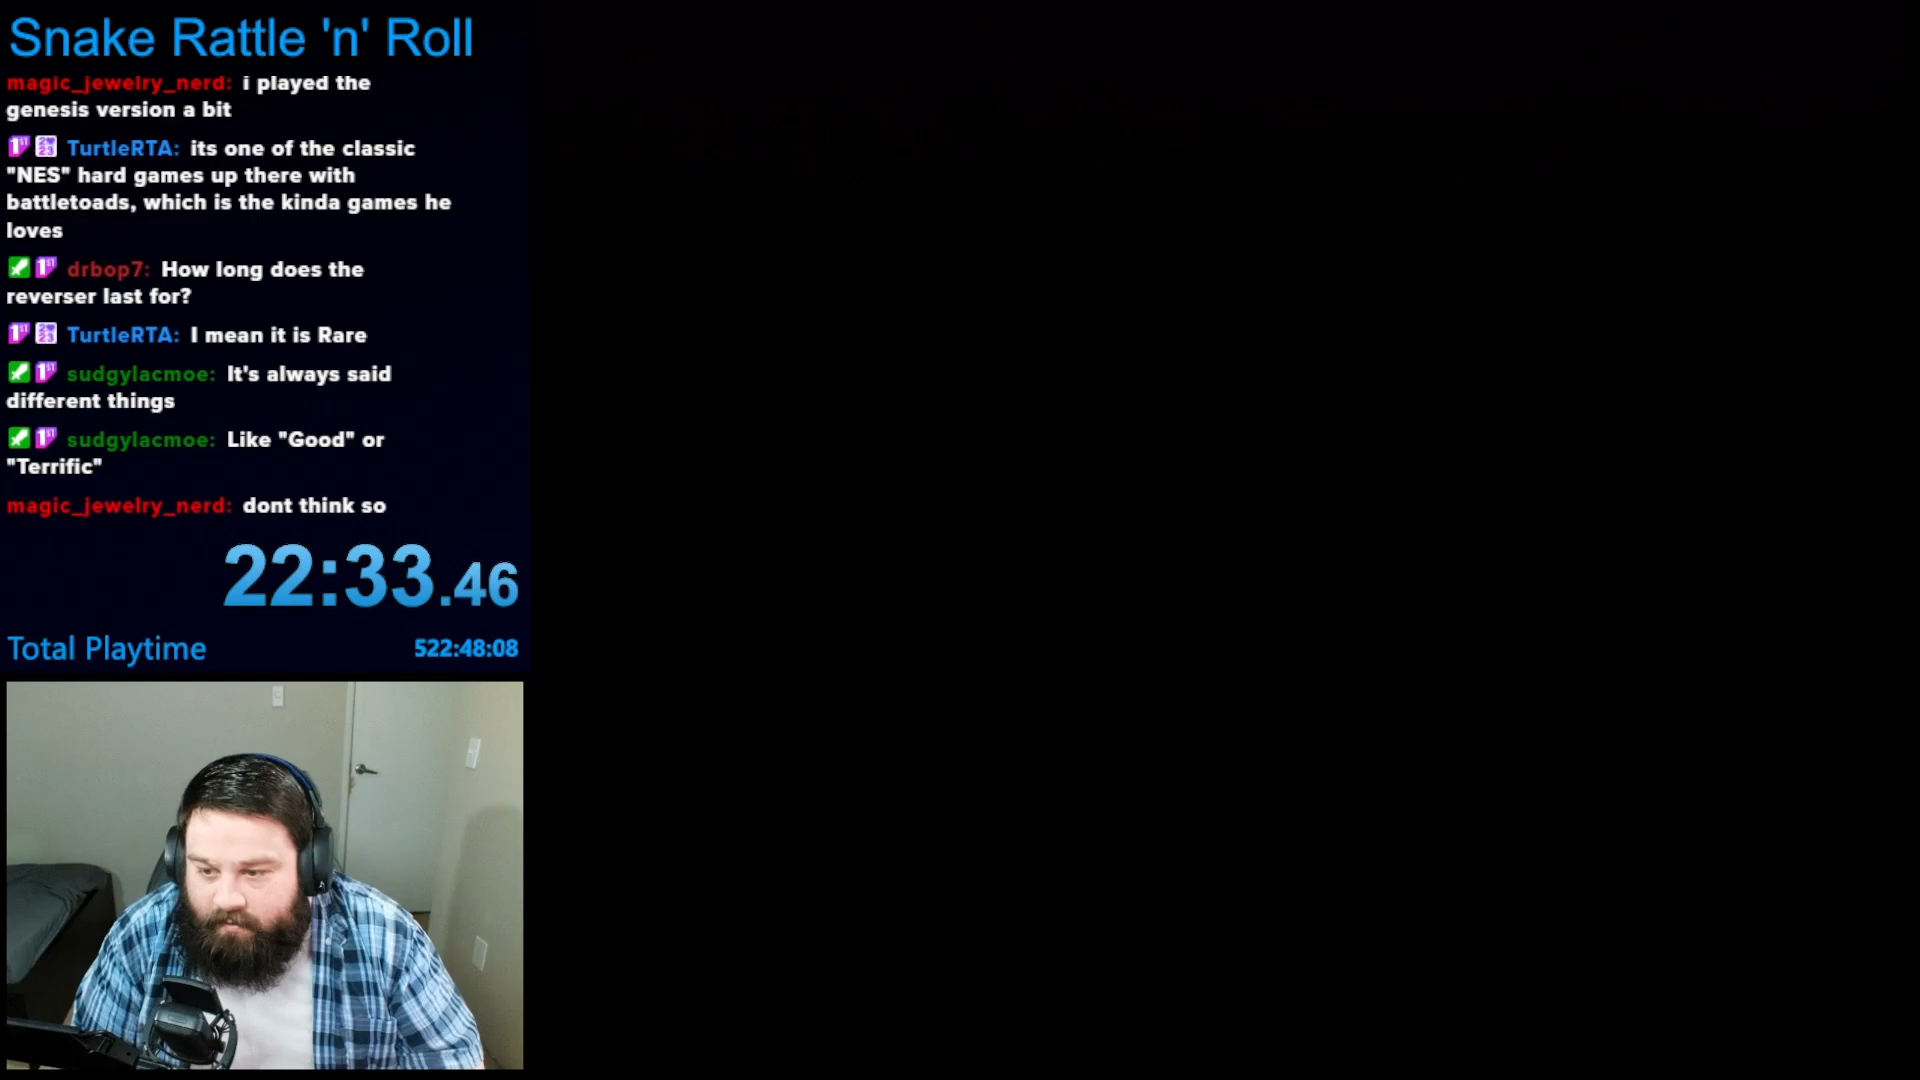 Snake Rattle 'n' Roll
magic_jewelry_nerd: i played the
genesis version a bit
TurtleRTA: its one of the classic
"NES" hard games up there with
battletoads, which is the kinda games he
loves
drbop7: How long does the
reverser last for?
TurtleRTA: I mean it is Rare
sudgylacmoe: It's always said
different things
sudgylacmoe: Like "Good" or
"Terrific"
magic_jewelry_nerd: dont think so
22:33.46
Total Playtime 522:48:08